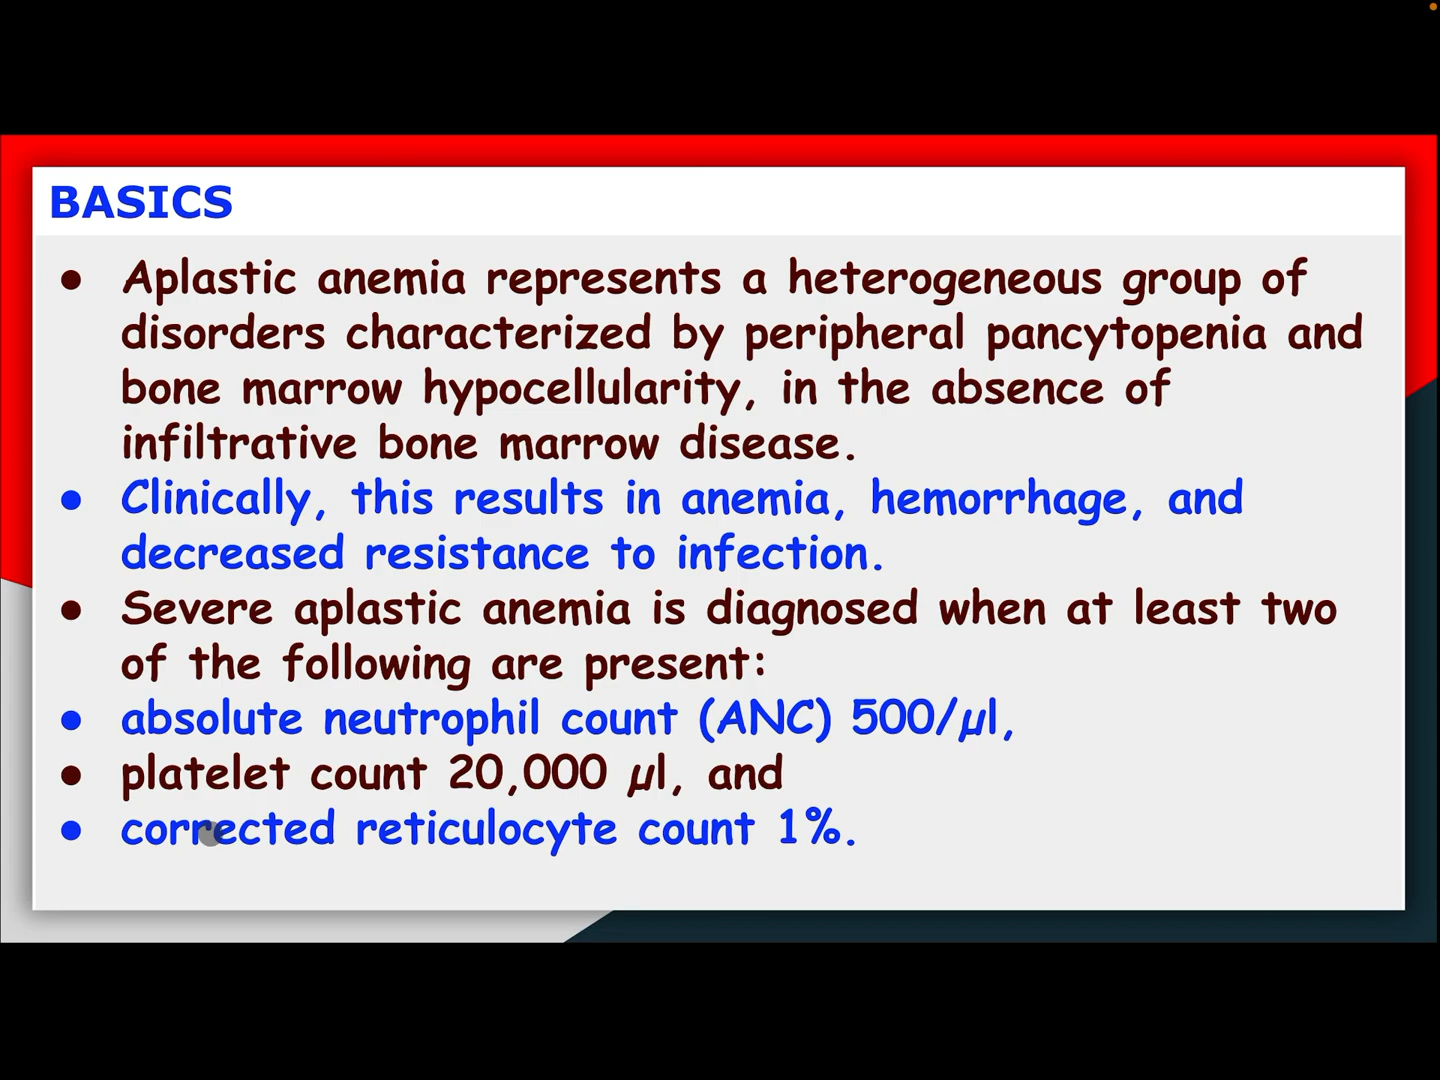 BASICS
● Aplastic anemia represents a heterogeneous group of
disorders characterized by peripheral pancytopenia and
bone marrow hypocellularity, in the absence of
infiltrative bone marrow disease.
● Clinically, this results in anemia, hemorrhage, and
decreased resistance to infection.
● Severe aplastic anemia is diagnosed when at least two
of the following are present:
● absolute neutrophil count (ANC) 500/µl,
● platelet count 20,000 µl, and
● corrected reticulocyte count 1%.